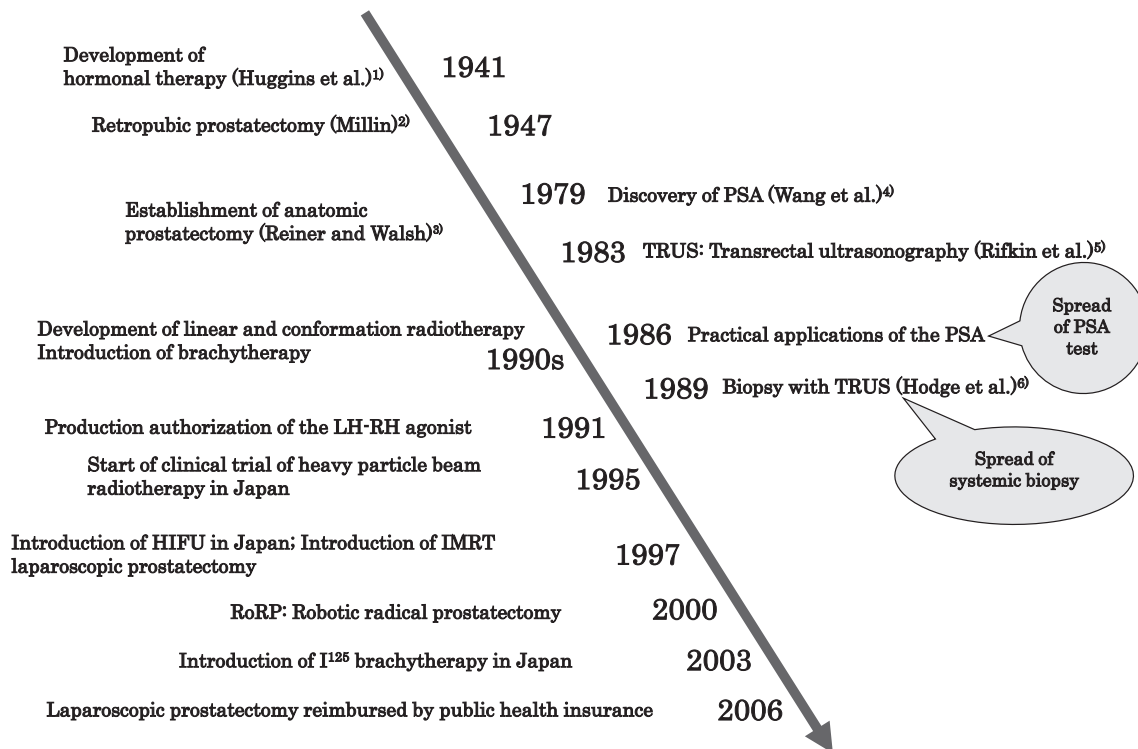 Development of
hormonal therapy (Huggins et al.)¹⁾
1941
Retropubic prostatectomy (Millin)²⁾
1947
1979
Discovery of PSA (Wang et al.)⁴⁾
Establishment of anatomic
prostatectomy (Reiner and Walsh)³⁾
1983
TRUS: Transrectal ultrasonography (Rifkin et al.)⁵⁾
Spread
of PSA
test
Development of linear and conformation radiotherapy
Introduction of brachytherapy
1990s
1986
Practical applications of the PSA
1989
Biopsy with TRUS (Hodge et al.)⁶⁾
Production authorization of the LH-RH agonist
1991
Spread of
systemic biopsy
Start of clinical trial of heavy particle beam
radiotherapy in Japan
1995
Introduction of HIFU in Japan; Introduction of IMRT
laparoscopic prostatectomy
1997
RoRP: Robotic radical prostatectomy
2000
Introduction of I¹²⁵ brachytherapy in Japan
2003
Laparoscopic prostatectomy reimbursed by public health insurance
2006